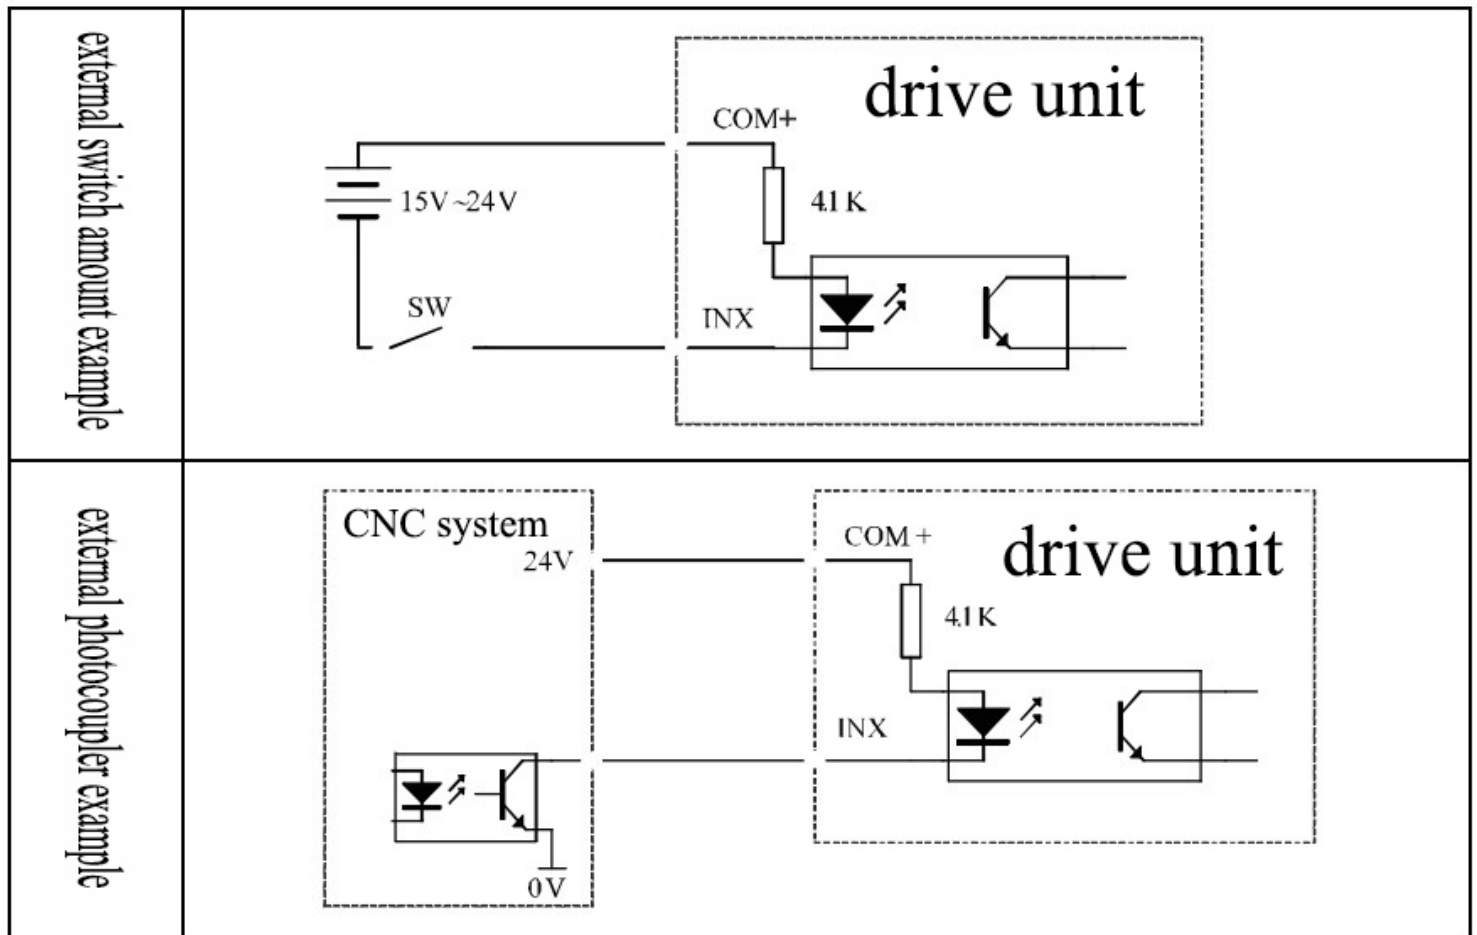 external switch amount example
drive unit
COM+
15V~24V
4.1K
SW
INX
external photocoupler example
CNC system
24V
COM+
drive unit
4.1K
INX
0V